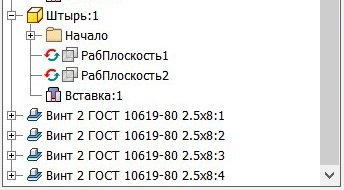 Штырь:1
Начало
РабПлоскость1
РабПлоскость2
Вставка:1
Винт 2 ГОСТ 10619-80 2.5x8:1
Винт 2 ГОСТ 10619-80 2.5x8:2
Винт 2 ГОСТ 10619-80 2.5x8:3
Винт 2 ГОСТ 10619-80 2.5x8:4